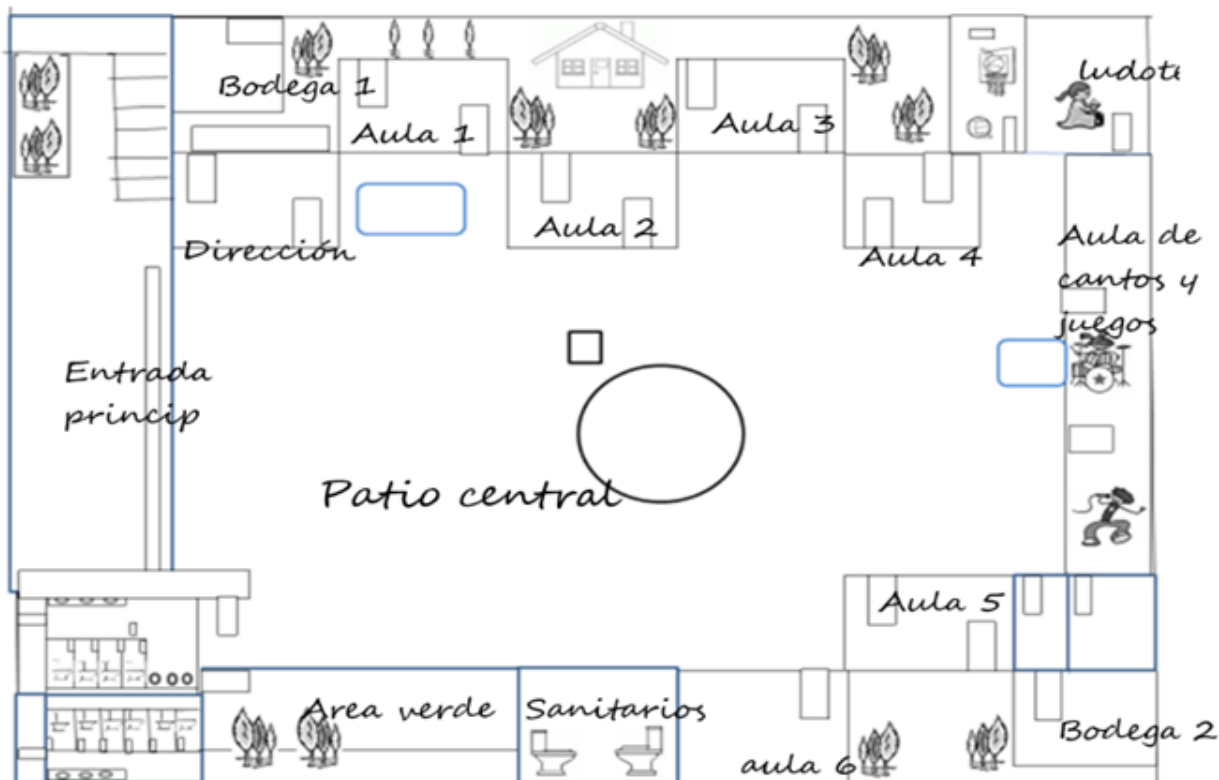 ludote
Bodega 1
Aula 1
Aula 3
Dirección
Aula 2
Aula 4
Aula de
cantos y
juegos
Entrada
princip
Patio central
Aula 5
Area verde
Sanitarios
Bodega 2
aula 6